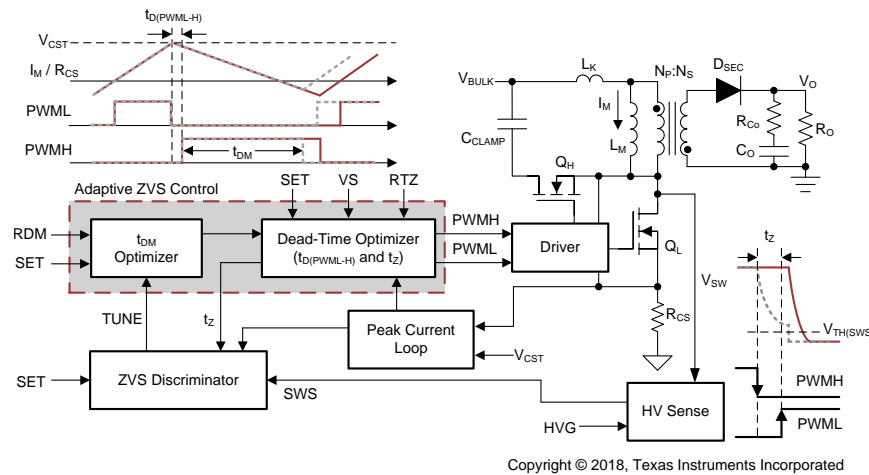 tD(PWML-H)
VCST
IM / RCS
PWML
PWMH
tDM
VBULK
LK
NP:NS
DSEC
VO
IM
LM
CCLAMP
RCo
CO
RO
QH
Adaptive ZVS Control
SET
VS
RTZ
RDM
SET
tDM
Optimizer
Dead-Time Optimizer
(tD(PWML-H) and tZ)
PWMH
PWML
Driver
QL
VSW
tZ
VTH(SWS
TUNE
tZ
Peak Current
Loop
VCST
RCS
SET
ZVS Discriminator
SWS
HVG
HV Sense
PWMH
PWML
Copyright © 2018, Texas Instruments Incorporated